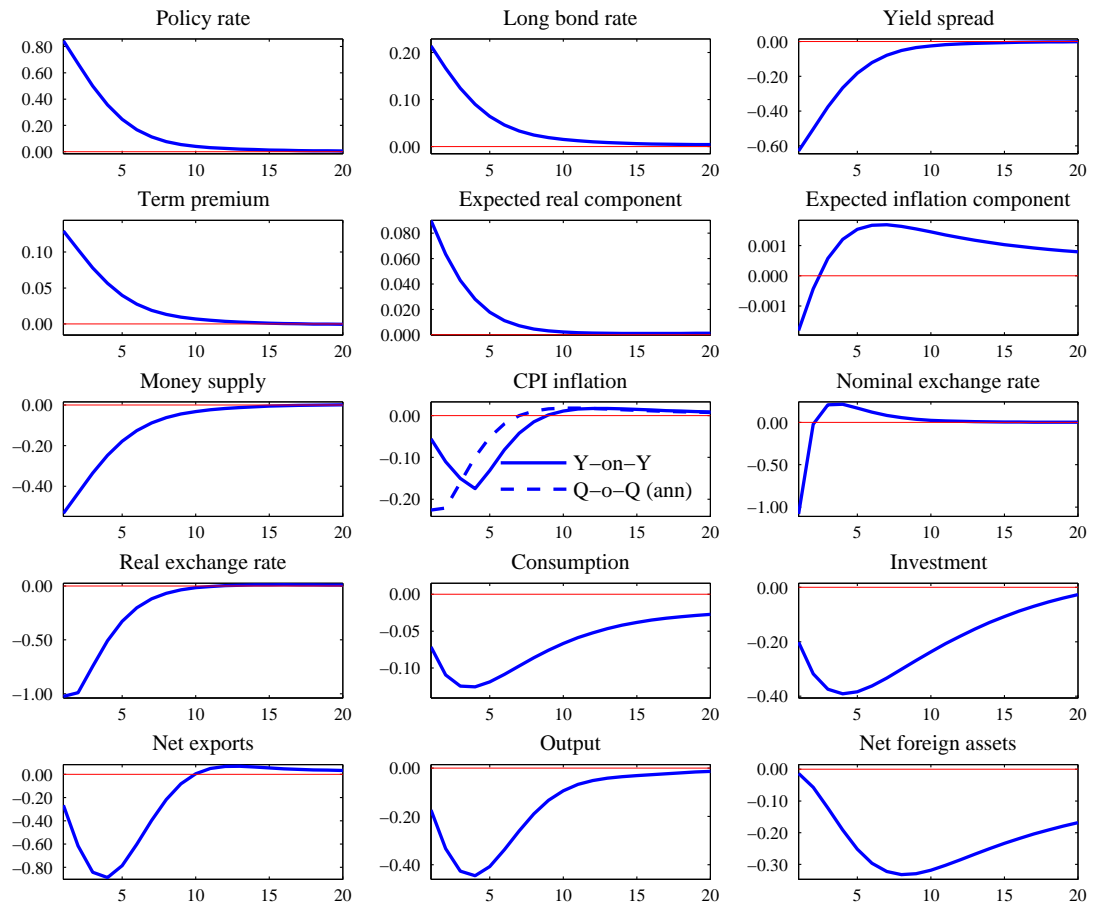 Policy rate
0.80
0.60
0.40
0.20
0.00
5 10 15 20
Long bond rate
0.20
0.10
0.00
5 10 15 20
Yield spread
0.00
−0.20
−0.40
−0.60
5 10 15 20
Term premium
0.10
0.05
0.00
5 10 15 20
Expected real component
0.080
0.060
0.040
0.020
0.000
5 10 15 20
Expected inflation component
0.001
0.000
−0.001
5 10 15 20
Money supply
0.00
−0.20
−0.40
5 10 15 20
CPI inflation
0.00
−0.10
−0.20
Y−on−Y
Q−o−Q (ann)
5 10 15 20
Nominal exchange rate
0.00
−0.50
−1.00
5 10 15 20
Real exchange rate
0.00
−0.50
−1.00
5 10 15 20
Consumption
0.00
−0.05
−0.10
5 10 15 20
Investment
0.00
−0.20
−0.40
5 10 15 20
Net exports
0.00
−0.20
−0.40
−0.60
−0.80
5 10 15 20
Output
0.00
−0.20
−0.40
5 10 15 20
Net foreign assets
0.00
−0.10
−0.20
−0.30
5 10 15 20